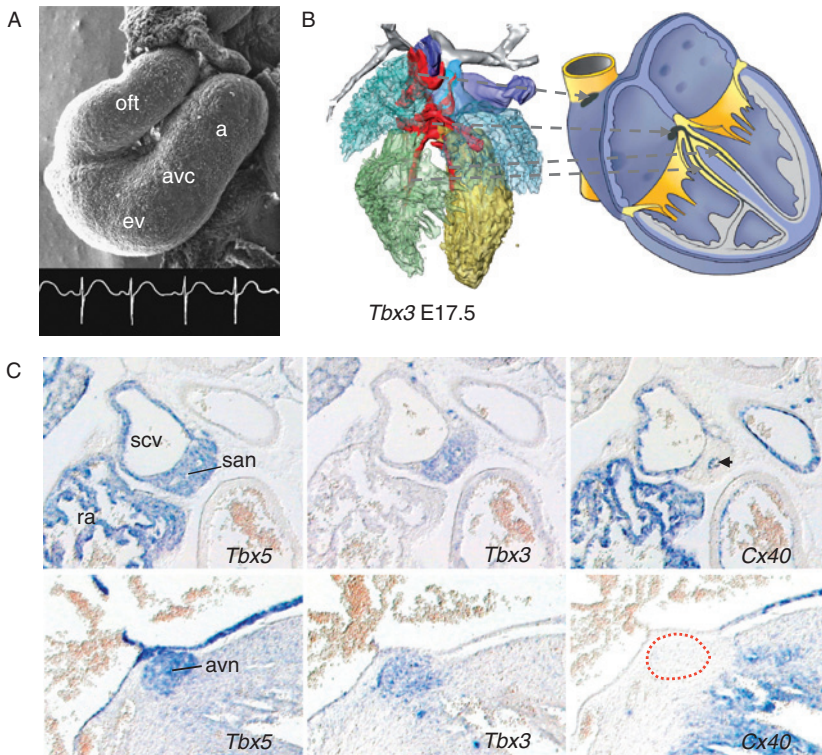 A
oft
a
avc
ev
B
Tbx3 E17.5
C
scv
san
ra
Tbx5
Tbx3
Cx40
avn
Tbx5
Tbx3
Cx40